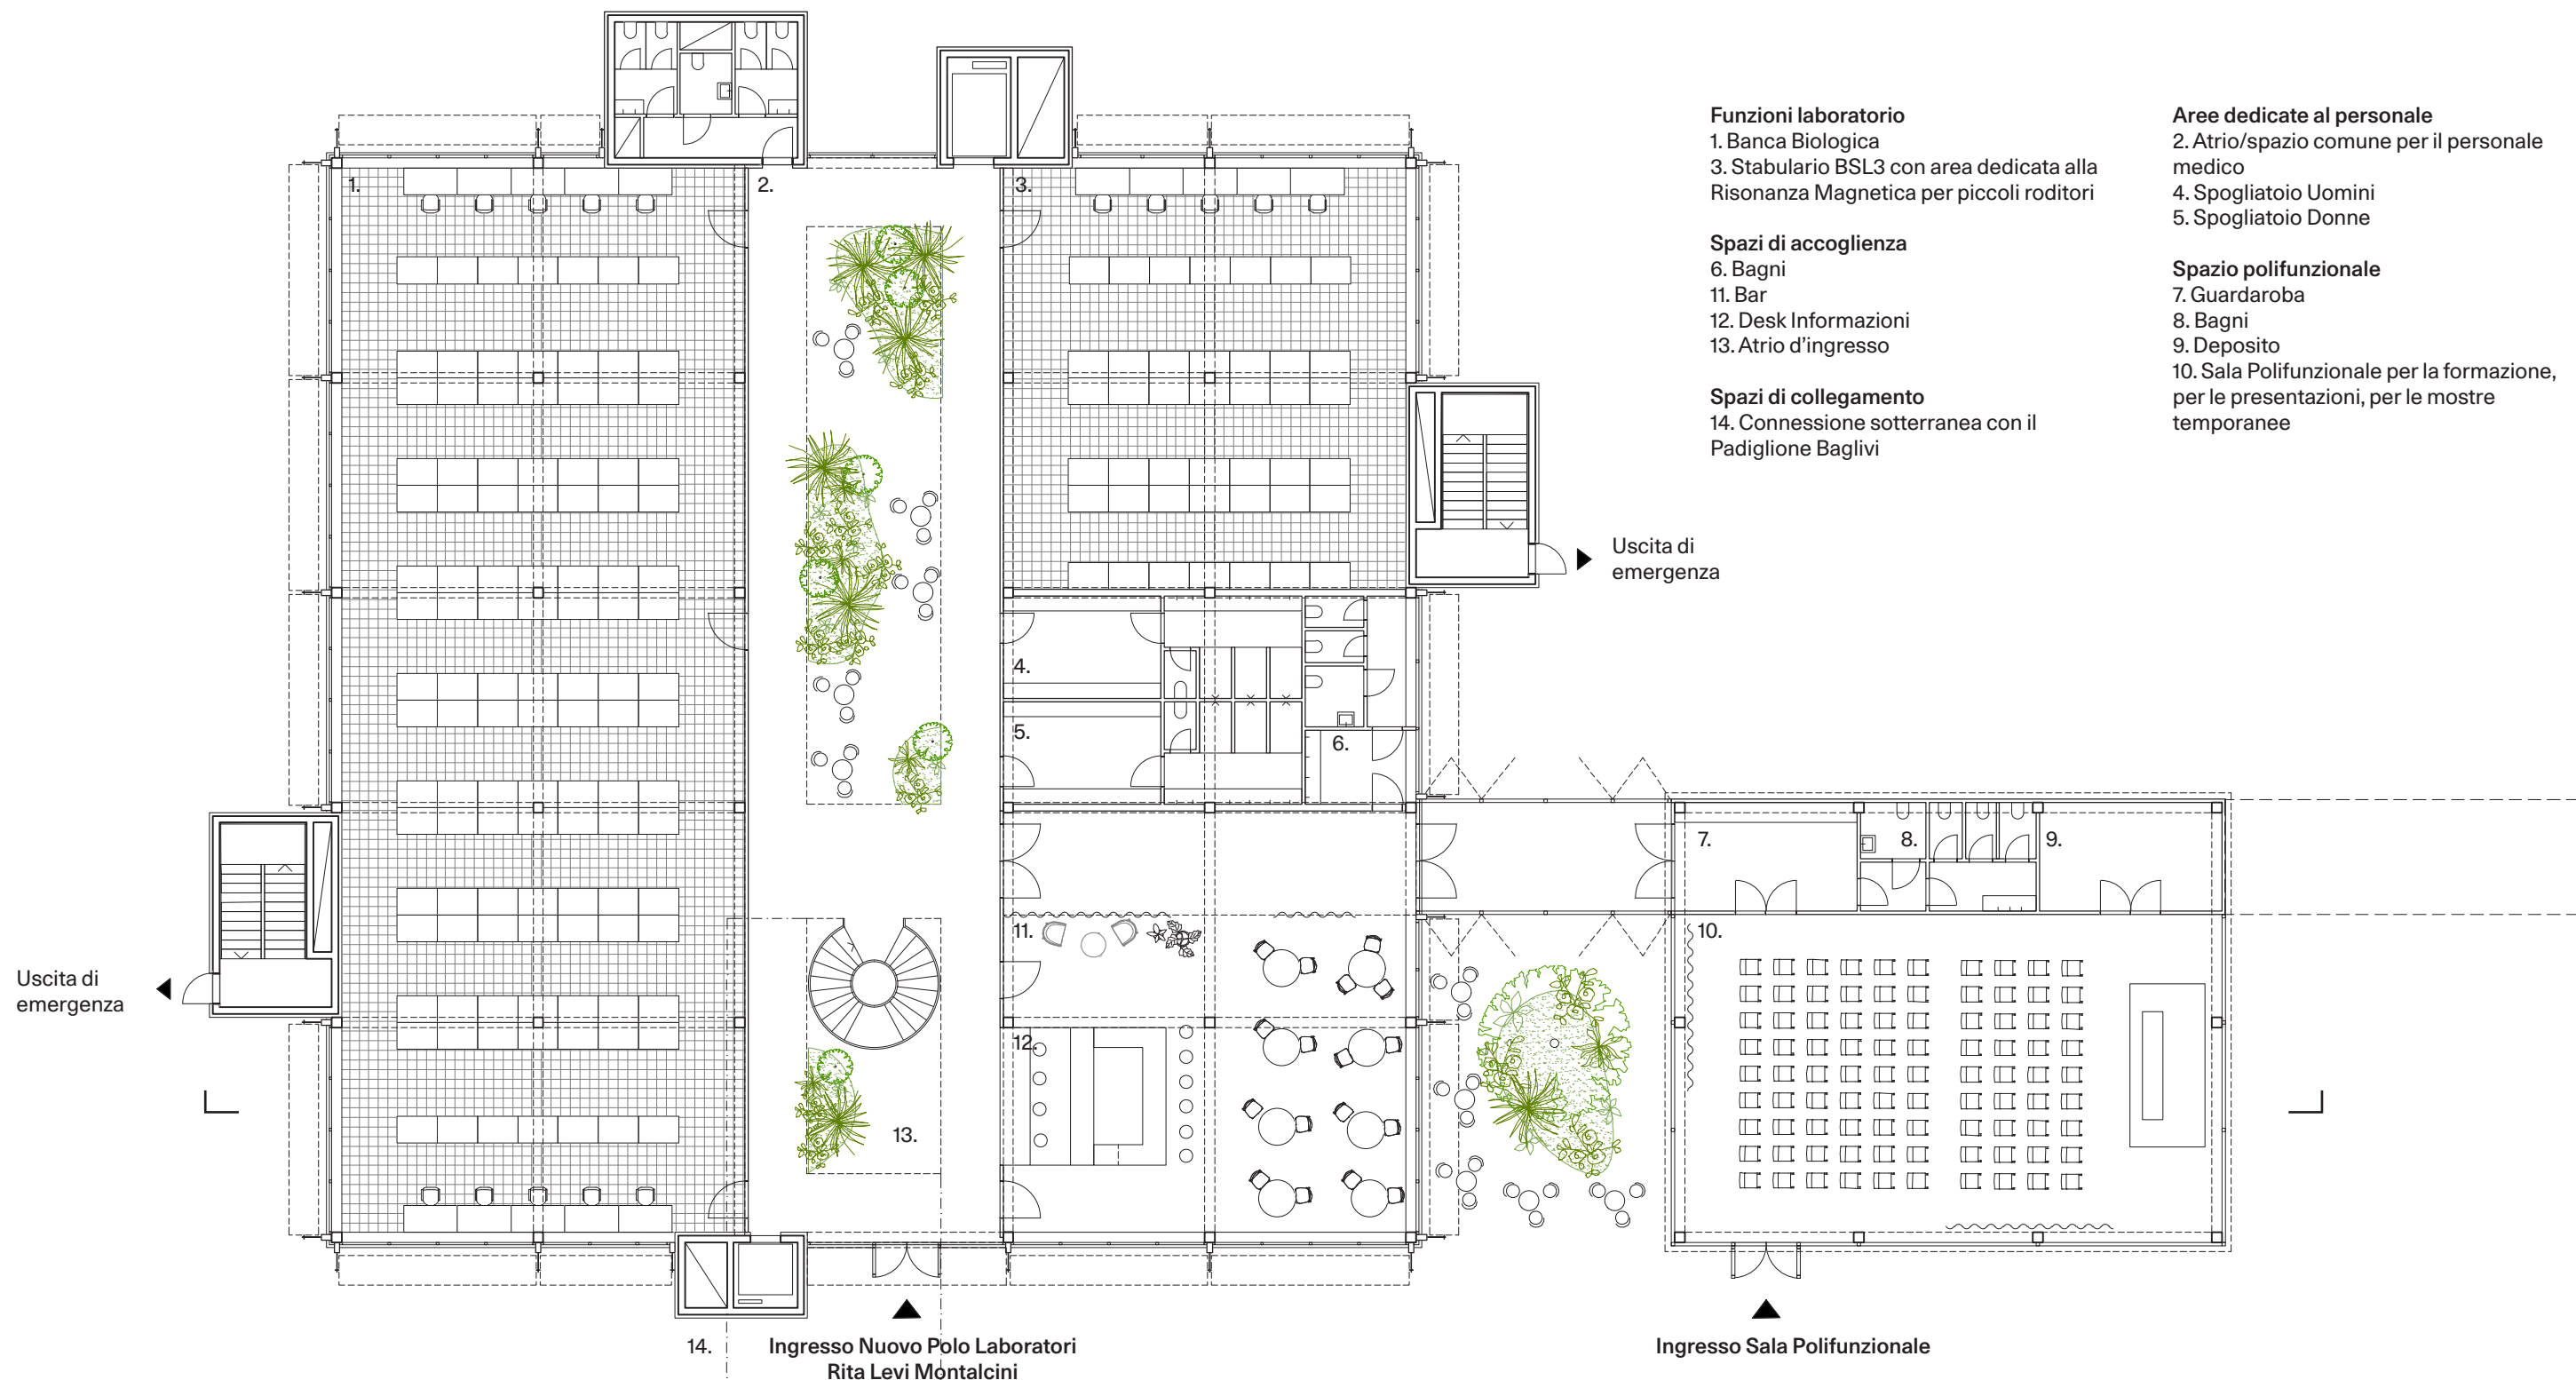 Funzioni laboratorio
1. Banca Biologica
3. Stabulario BSL3 con area dedicata alla
Risonanza Magnetica per piccoli roditori
Spazi di accoglienza
6. Bagni
11. Bar
12. Desk Informazioni
13. Atrio d'ingresso
Spazi di collegamento
14. Connessione sotterranea con il
Padiglione Baglivi
Aree dedicate al personale
2. Atrio/spazio comune per il personale
medico
4. Spogliatoio Uomini
5. Spogliatoio Donne
Spazio polifunzionale
7. Guardaroba
8. Bagni
9. Deposito
10. Sala Polifunzionale per la formazione,
per le presentazioni, per le mostre
temporanee
1.
2.
3.
Uscita di
emergenza
4.
5.
6.
7.
8.
9.
10.
11.
Uscita di
emergenza
12.
13.
14.
Ingresso Nuovo Polo Laboratori
Rita Levi Montalcini
Ingresso Sala Polifunzionale